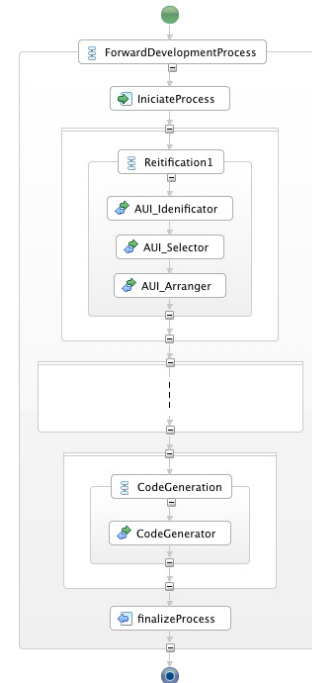 ForwardDevelopmentProcess
IniciateProcess
Reitification1
AUI_Idenificator
AUI_Selector
AUI_Arranger
CodeGeneration
CodeGenerator
finalizeProcess